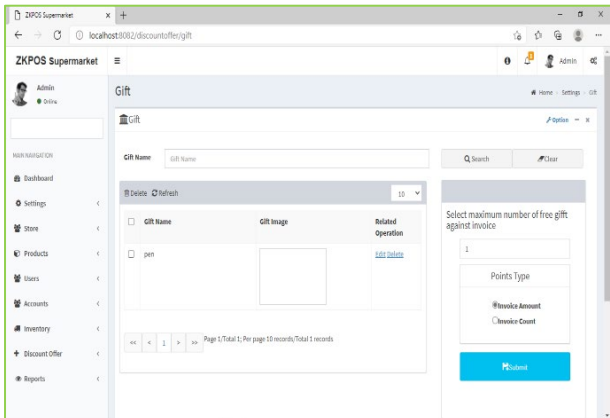 ZKPOS Supermarket
localhost:8082/discountoffer/gift
ZKPOS Supermarket
Admin
Admin
Online
Gift
Home
Settings
Gift
Gift
Option
MAIN NAVIGATION
Dashboard
Settings
Store
Products
Users
Accounts
Inventory
Discount Offer
Reports
Gift Name
Gift Name
Search
Clear
Delete Refresh
10
Gift Name
Gift Image
Related
Operation
pen
Edit Delete
<< < 1 > >> Page 1/Total 1; Per page 10 records/Total 1 records
Select maximum number of free gifft
against invoice
1
Points Type
Invoice Amount
Invoice Count
Submit